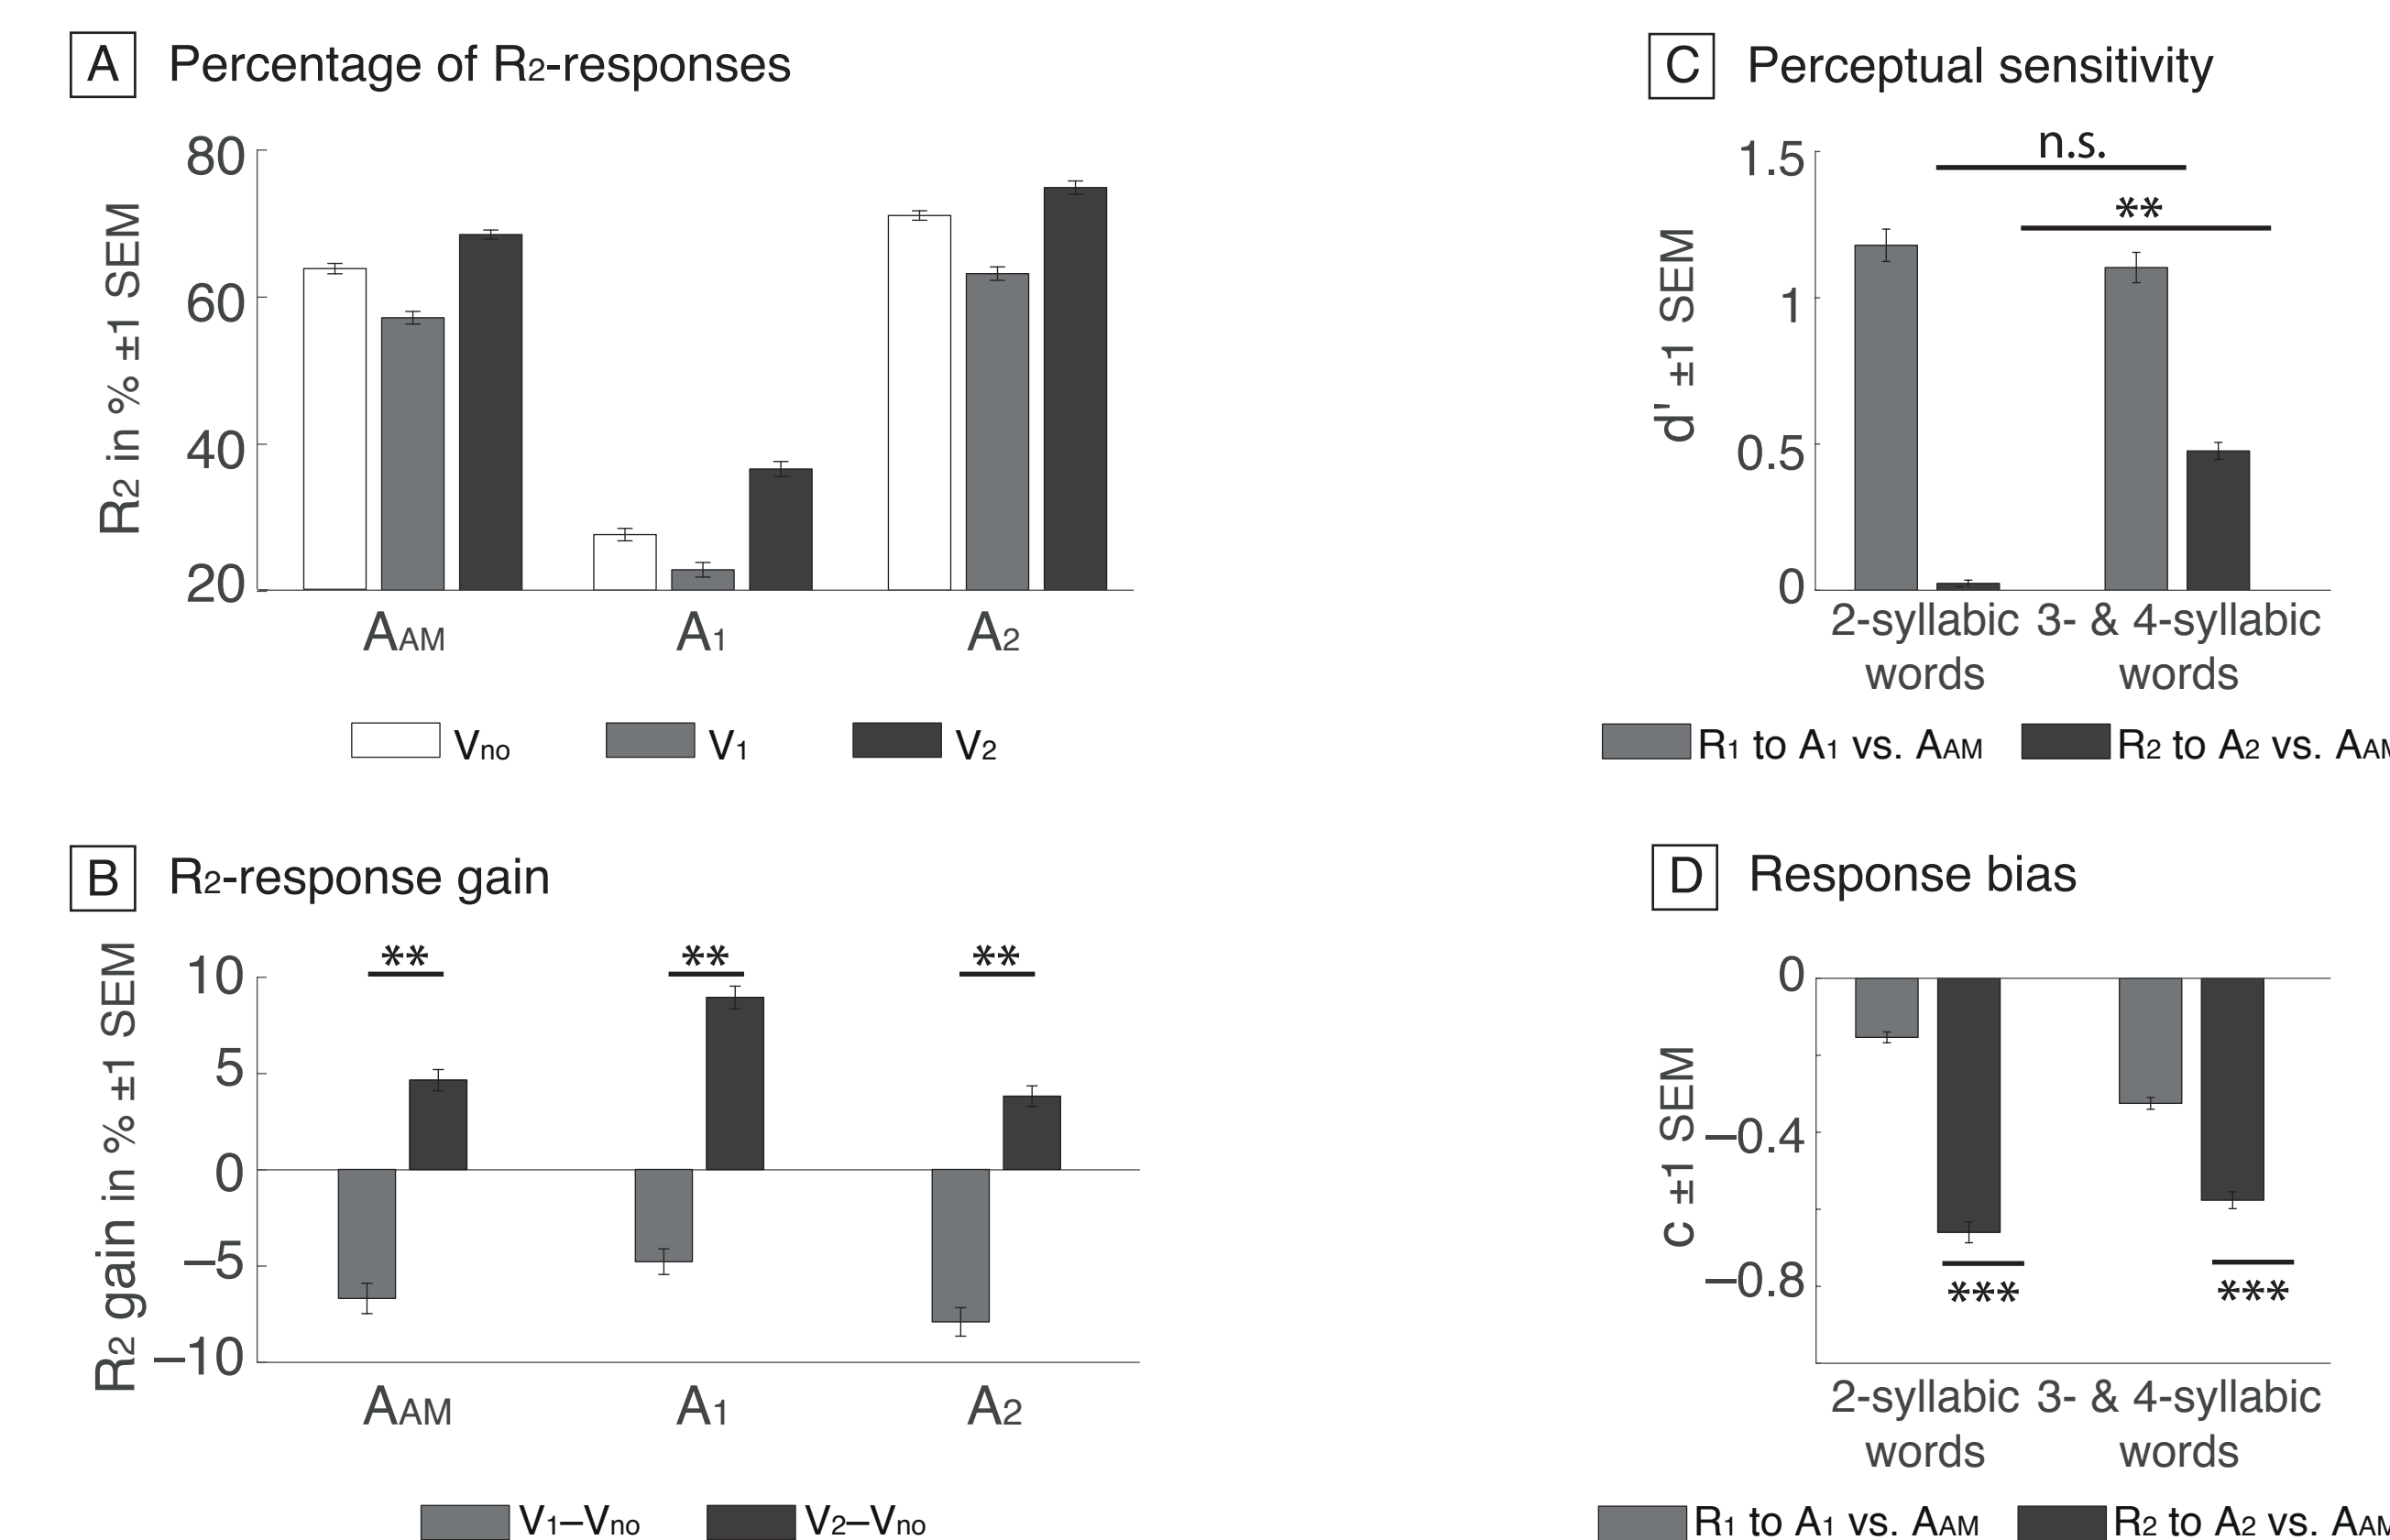 A Percentage of R2-responses
R2 in % ±1 SEM
80
60
40
20
AAM A1 A2
Vno V1 V2
B R2-response gain
R2 gain in % ±1 SEM
** ** **
10
5
0
−5
−10
AAM A1 A2
V1−Vno V2−Vno
C Perceptual sensitivity
d' ±1 SEM
n.s.
**
1.5
1
0.5
0
2-syllabic 3- & 4-syllabic
words words
R1 to A1 vs. AAM R2 to A2 vs. AAM
D Response bias
c ±1 SEM
0
−0.4
−0.8
*** ***
2-syllabic 3- & 4-syllabic
words words
R1 to A1 vs. AAM R2 to A2 vs. AAM